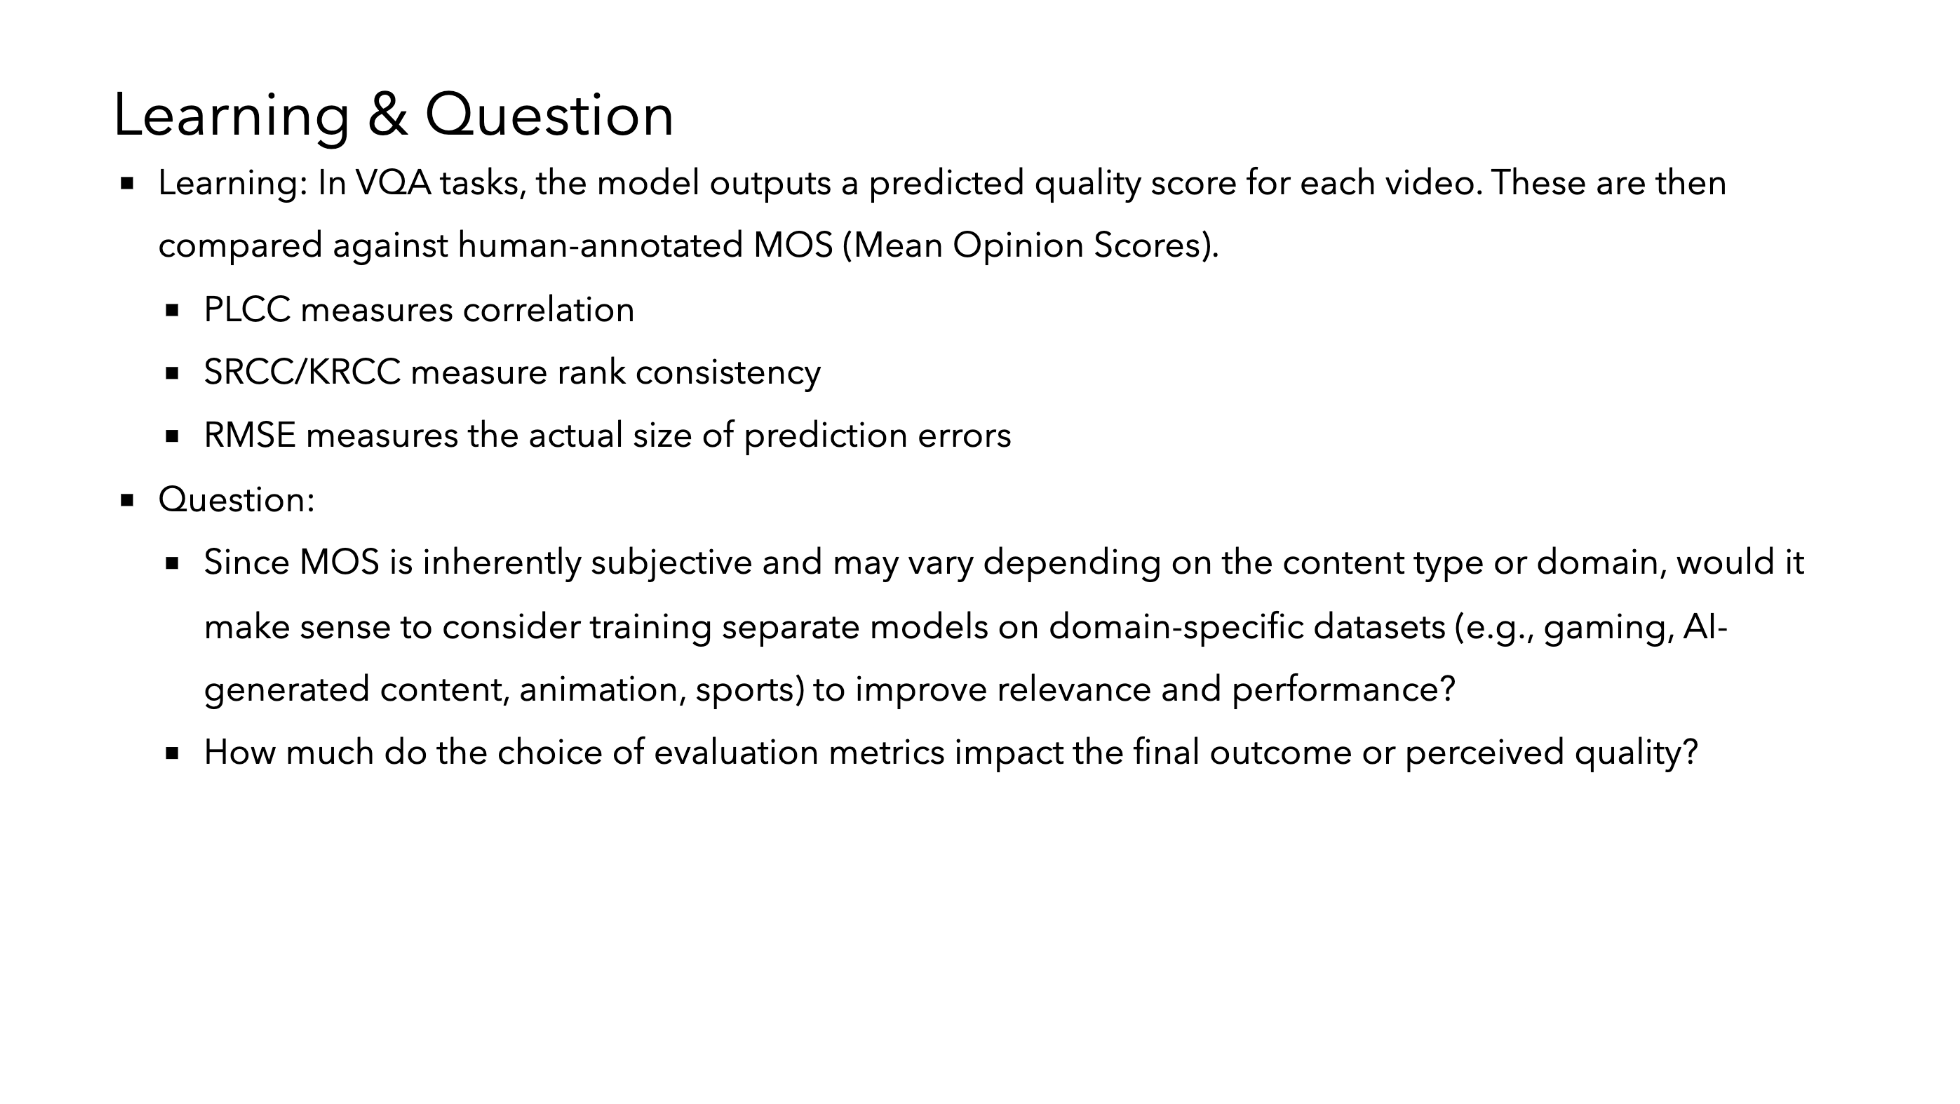 Learning & Question
▪ Learning: In VQA tasks, the model outputs a predicted quality score for each video. These are then
compared against human-annotated MOS (Mean Opinion Scores).
▪ PLCC measures correlation
▪ SRCC/KRCC measure rank consistency
▪ RMSE measures the actual size of prediction errors
▪ Question:
▪ Since MOS is inherently subjective and may vary depending on the content type or domain, would it
make sense to consider training separate models on domain-specific datasets (e.g., gaming, AI-
generated content, animation, sports) to improve relevance and performance?
▪ How much do the choice of evaluation metrics impact the final outcome or perceived quality?